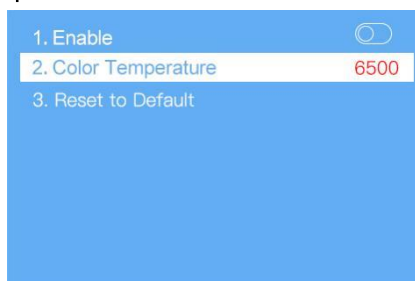 1. Enable
2. Color Temperature 6500
3. Reset to Default